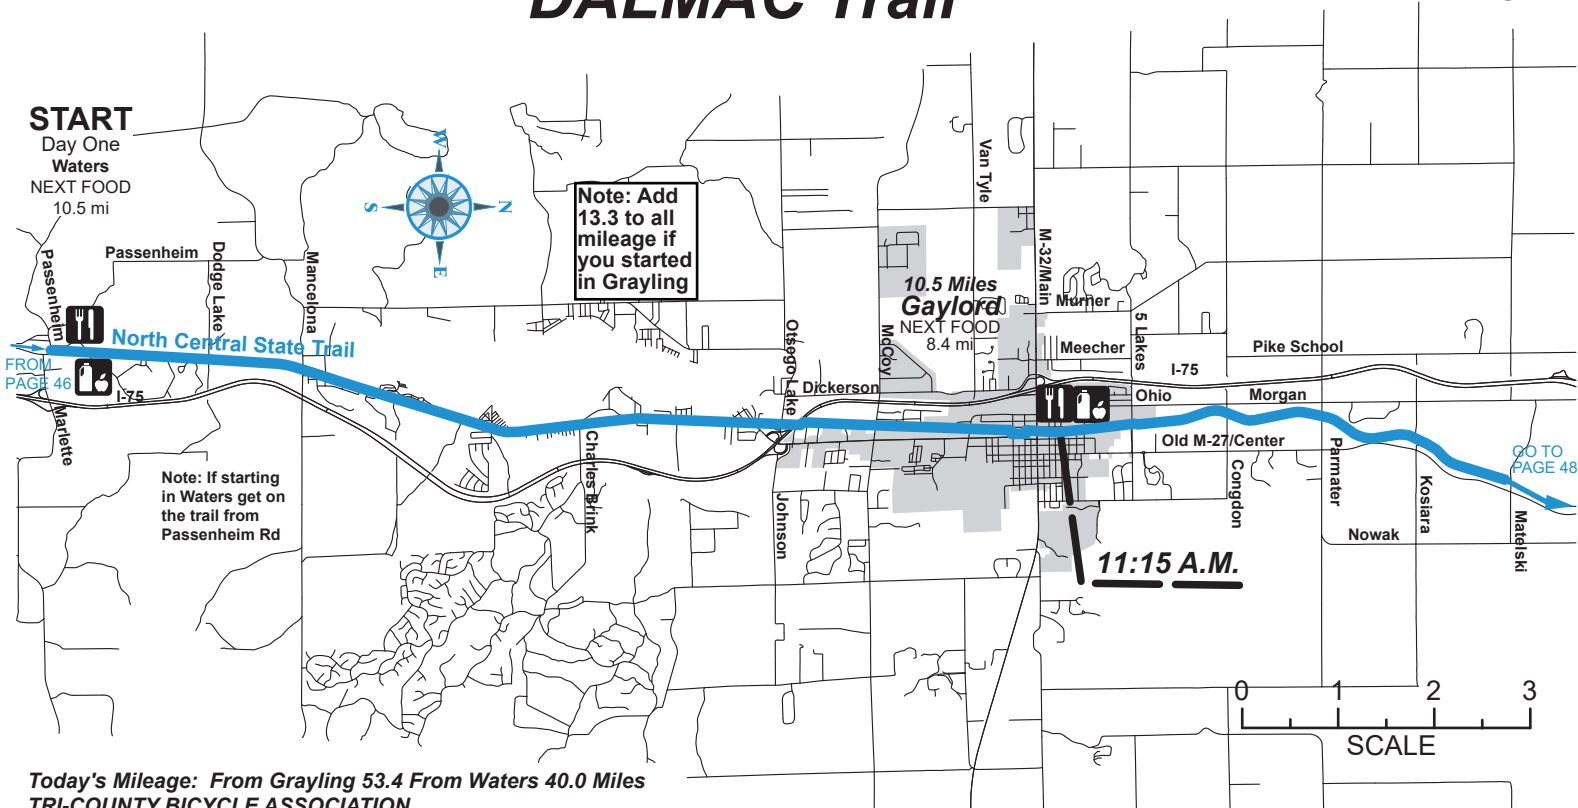 DALMAC Trail
START
Day One
Waters
NEXT FOOD
10.5 mi
W
S
N
E
Note: Add
13.3 to all
mileage if
you started
in Grayling
Van Tyle
M-32/Main
10.5 Miles
Gaylord
NEXT FOOD
8.4 mi
Passenheim
Passenheim
Dodge Lake
Mancelona
North Central State Trail
FROM
PAGE 46
I-75
Marlette
Otsego Lake
McCoy
Dickerson
Murner
Meecher
5 Lakes
I-75
Pike School
Ohio
Morgan
Old M-27/Center
GO TO
PAGE 48
Note: If starting
in Waters get on
the trail from
Passenheim Rd
Charles Brink
Johnson
Congdon
Parmater
Kosiara
Matelski
Nowak
11:15 A.M.
0 1 2 3
SCALE
Today's Mileage: From Grayling 53.4 From Waters 40.0 Miles
TRI-COUNTY BICYCLE ASSOCIATION